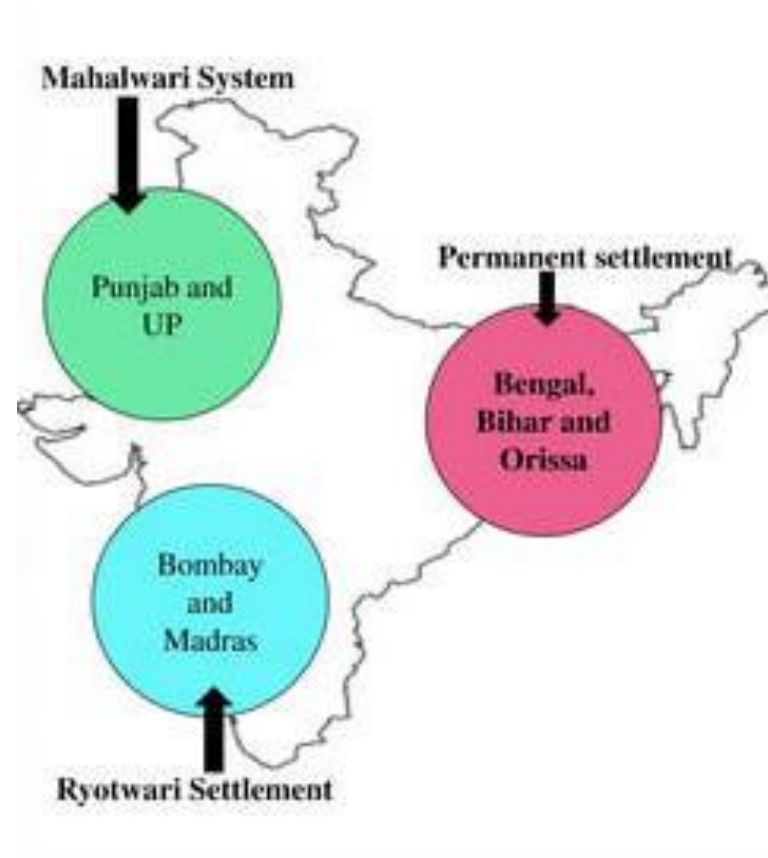 Mahalwari System
Punjab and
UP
Permanent settlement
Bengal,
Bihar and
Orissa
Bombay
and
Madras
Ryotwari Settlement